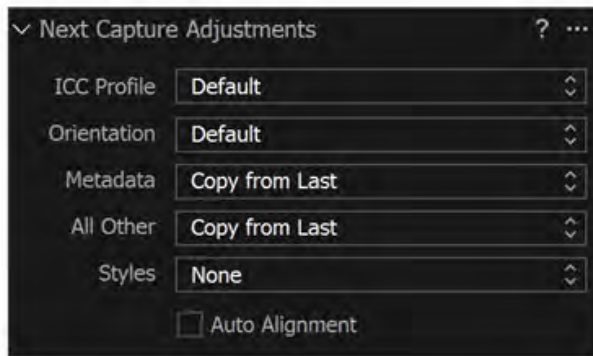 Next Capture Adjustments ? ...
ICC Profile Default
Orientation Default
Metadata Copy from Last
All Other Copy from Last
Styles None
Auto Alignment